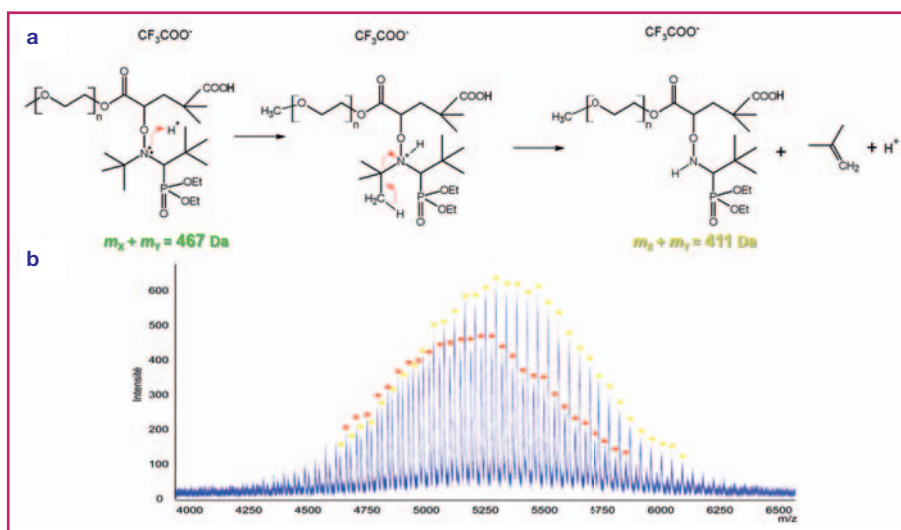 a
CF₃COO⁻
CF₃COO⁻
CF₃COO⁻
O
COOH
O
O
n
O
H⁺
N
P
OEt
OEt
O
O
COOH
H₃C
O
O
n
O
H
N⁺
H₂C
H
P
OEt
OEt
O
O
COOH
H₃C
O
O
n
O
N
H
P
OEt
OEt
O
+
CH₂
+ H⁺
mX + mY = 467 Da
mX + mY = 411 Da
b
Intensité
600
500
400
300
200
100
0
4000 4250 4500 4750 5000 5250 5500 5750 6000 6250 6500
m/z